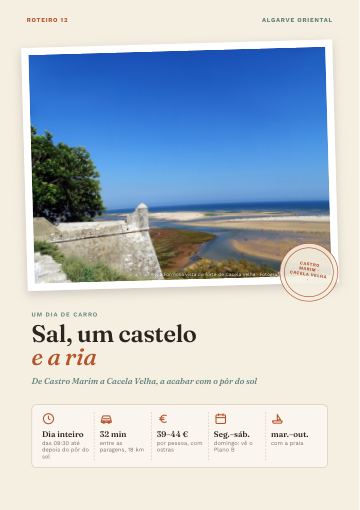 ROTEIRO 12
ALGARVE ORIENTAL
CASTRO
MARIM ·
CACELA VELHA
UM DIA DE CARRO
Sal, um castelo
e a ria
De Castro Marim a Cacela Velha, a acabar com o pôr do sol
Dia inteiro
das 09:30 até
depois do pôr do
sol
32 min
entre as
paragens, 18 km
39–44 €
por pessoa, com
ostras
Seg.–sáb.
domingo: vê o
Plano B
mar.–out.
com a praia